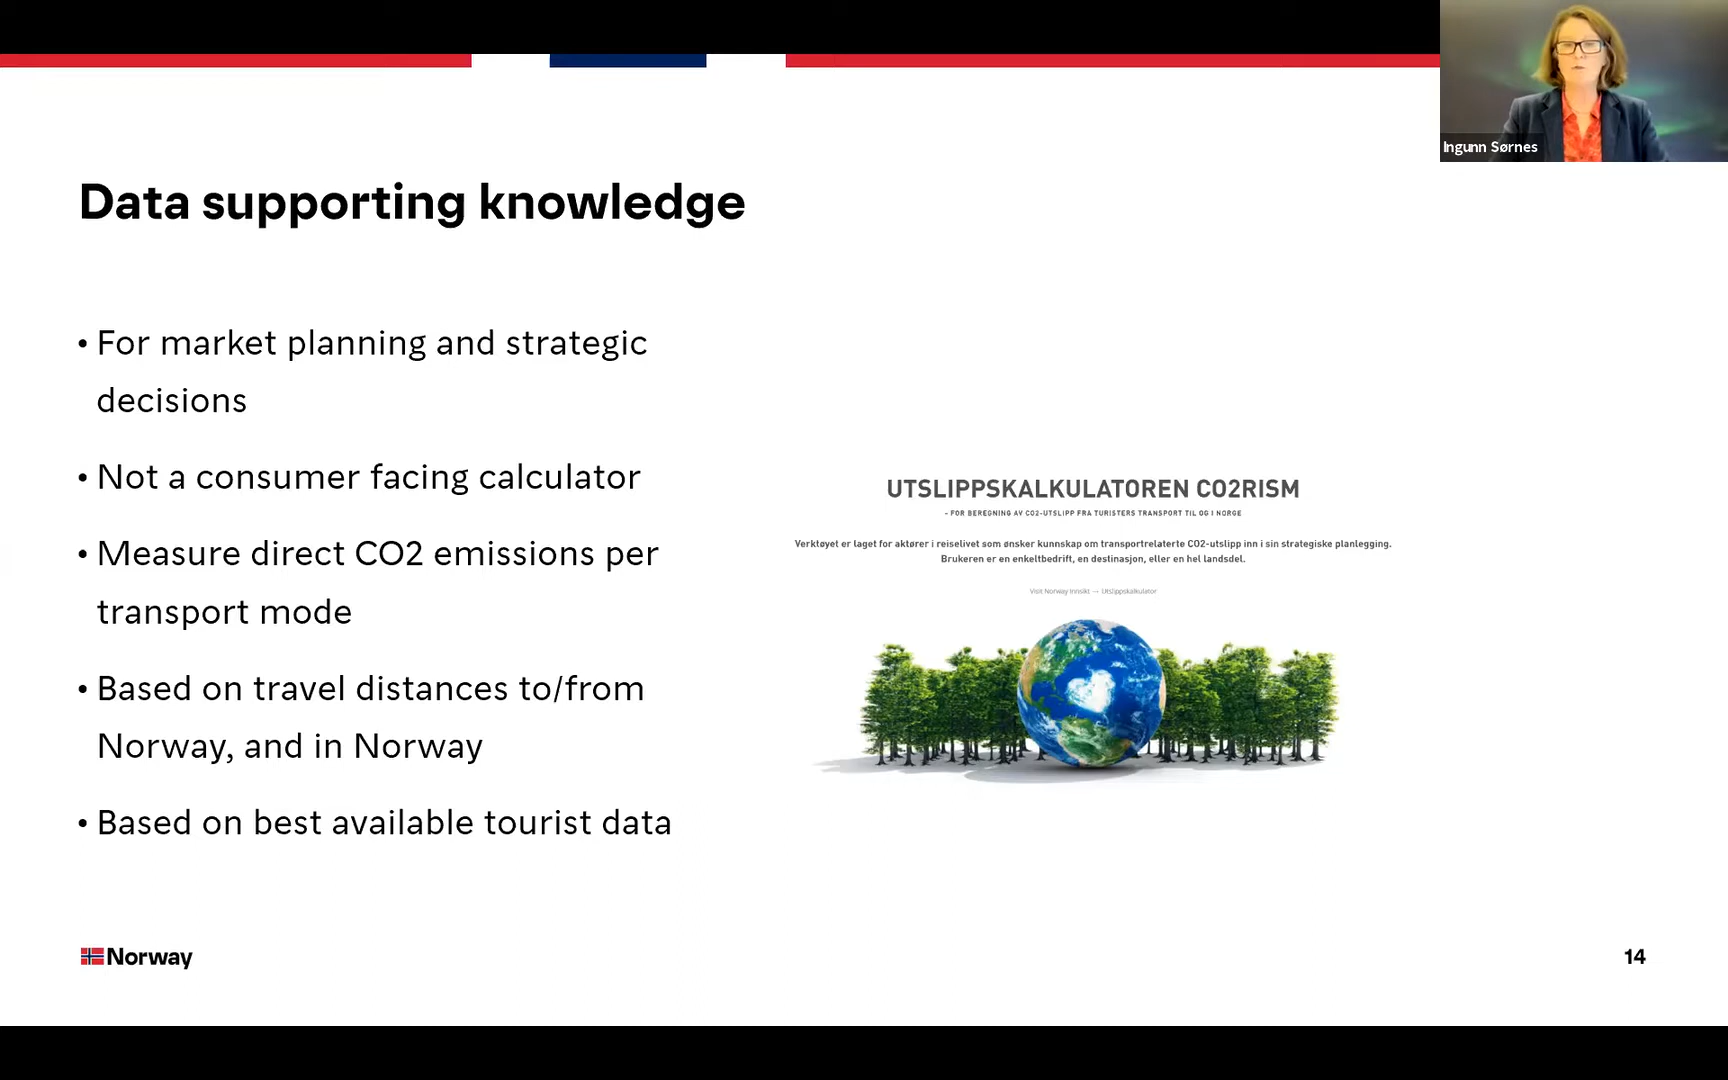 Ingunn Sørnes
Data supporting knowledge
• For market planning and strategic
decisions
• Not a consumer facing calculator
• Measure direct CO2 emissions per
transport mode
• Based on travel distances to/from
Norway, and in Norway
• Based on best available tourist data
UTSLIPPSKALKULATOREN CO2RISM
- FOR BEREGNING AV CO2-UTSLIPP FRA TURISTERS TRANSPORT TIL OG I NORGE
Verktøyet er laget for aktører i reiselivet som ønsker kunnskap om transportrelaterte CO2-utslipp inn i sin strategiske planlegging.
Brukeren er en enkeltbedrift, en destinasjon, eller en hel landsdel.
Visit Norway Innsikt → Utslippskalkulator
Norway
14